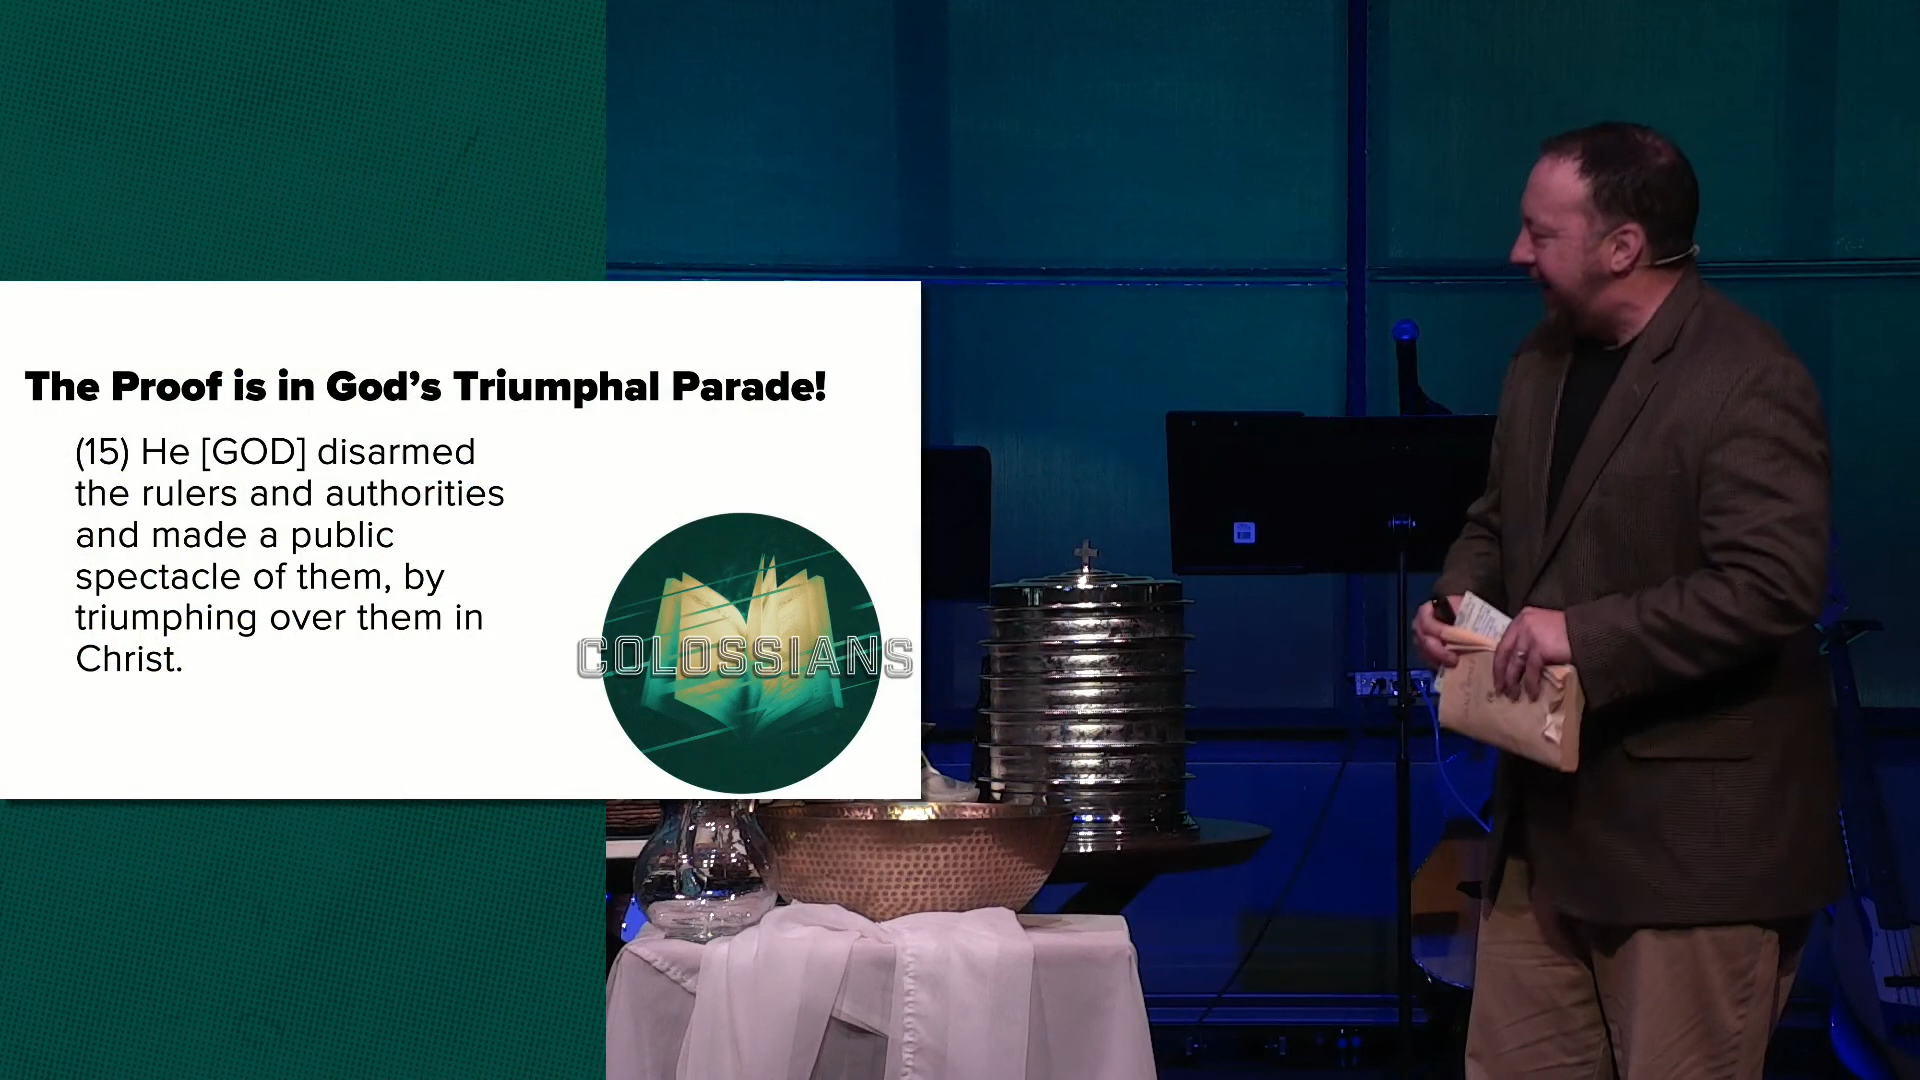 The Proof is in God's Triumphal Parade!
(15) He [GOD] disarmed
the rulers and authorities
and made a public
spectacle of them, by
triumphing over them in
Christ.
COLOSSIANS